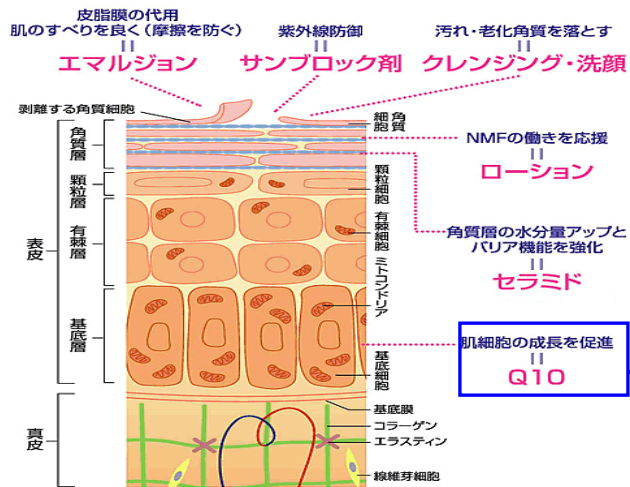 皮脂膜の代用
肌のすべりを良く(摩擦を防ぐ)
=
エマルジョン
紫外線防御
=
サンブロック剤
汚れ・老化角質を落とす
=
クレンジング・洗顔
剥離する角質細胞
角質細胞
角質層
顆粒層
有棘層
表皮
基底層
真皮
顆粒細胞
有棘細胞
ミトコンドリア
基底細胞
基底膜
コラーゲン
エラスティン
線維芽細胞
NMFの働きを応援
=
ローション
角質層の水分量アップと
バリア機能を強化
=
セラミド
肌細胞の成長を促進
=
Q10